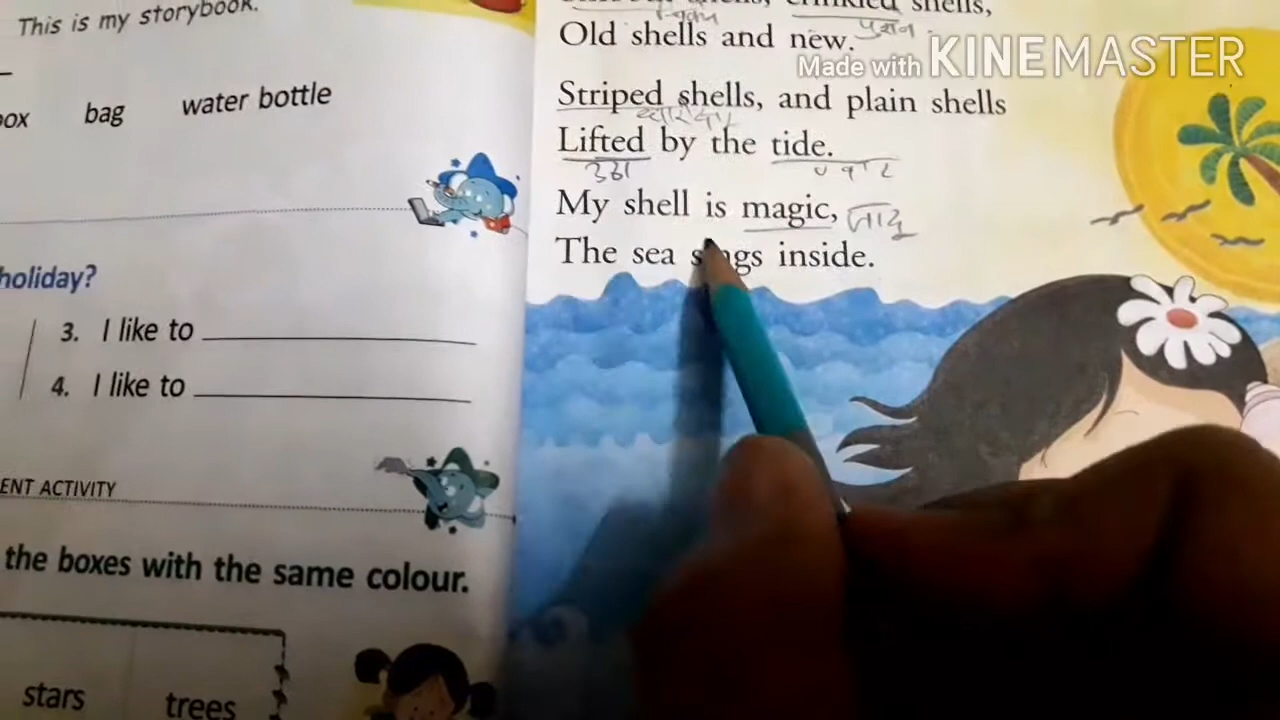 This is my storybook.
box bag water bottle
holiday?
3. I like to
4. I like to
ENT ACTIVITY
the boxes with the same colour.
stars trees
crinkled shells,
Old shells and new.
Made with KINEMASTER
Striped shells, and plain shells
Lifted by the tide.
My shell is magic, जादू
The sea sings inside.